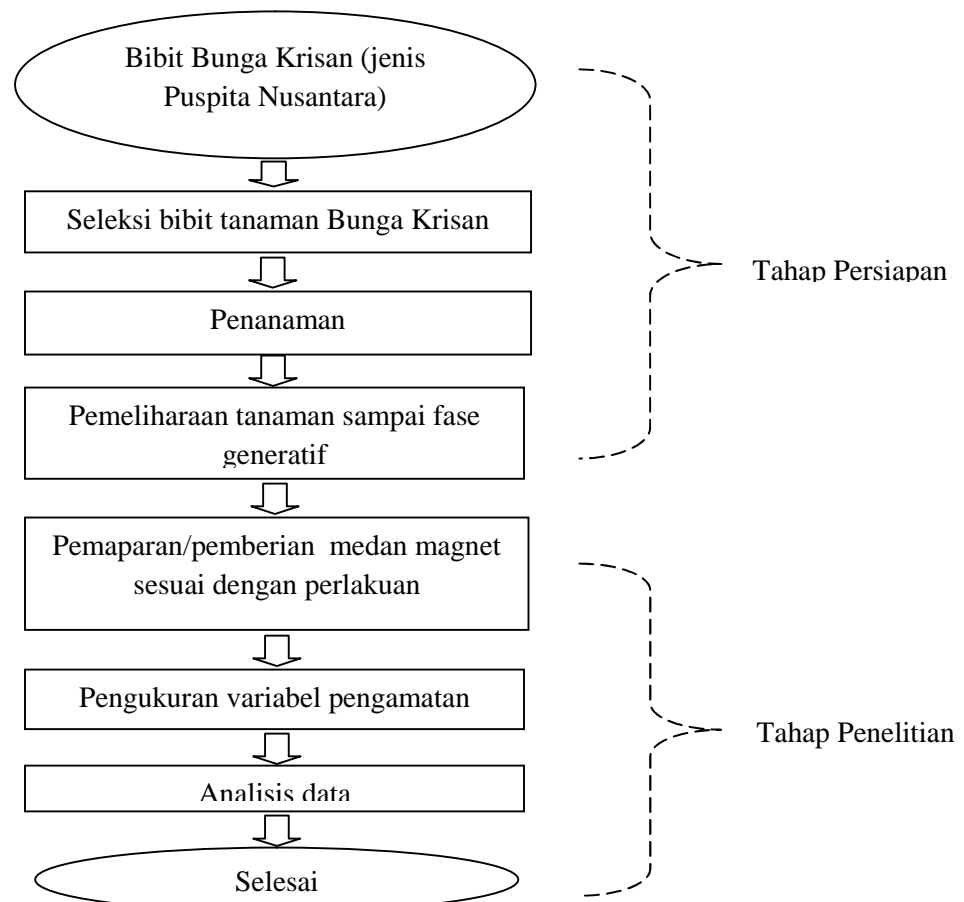 Bibit Bunga Krisan (jenis
Puspita Nusantara)
Seleksi bibit tanaman Bunga Krisan
Penanaman
Pemeliharaan tanaman sampai fase
generatif
Tahap Persiapan
Pemaparan/pemberian medan magnet
sesuai dengan perlakuan
Pengukuran variabel pengamatan
Analisis data
Selesai
Tahap Penelitian